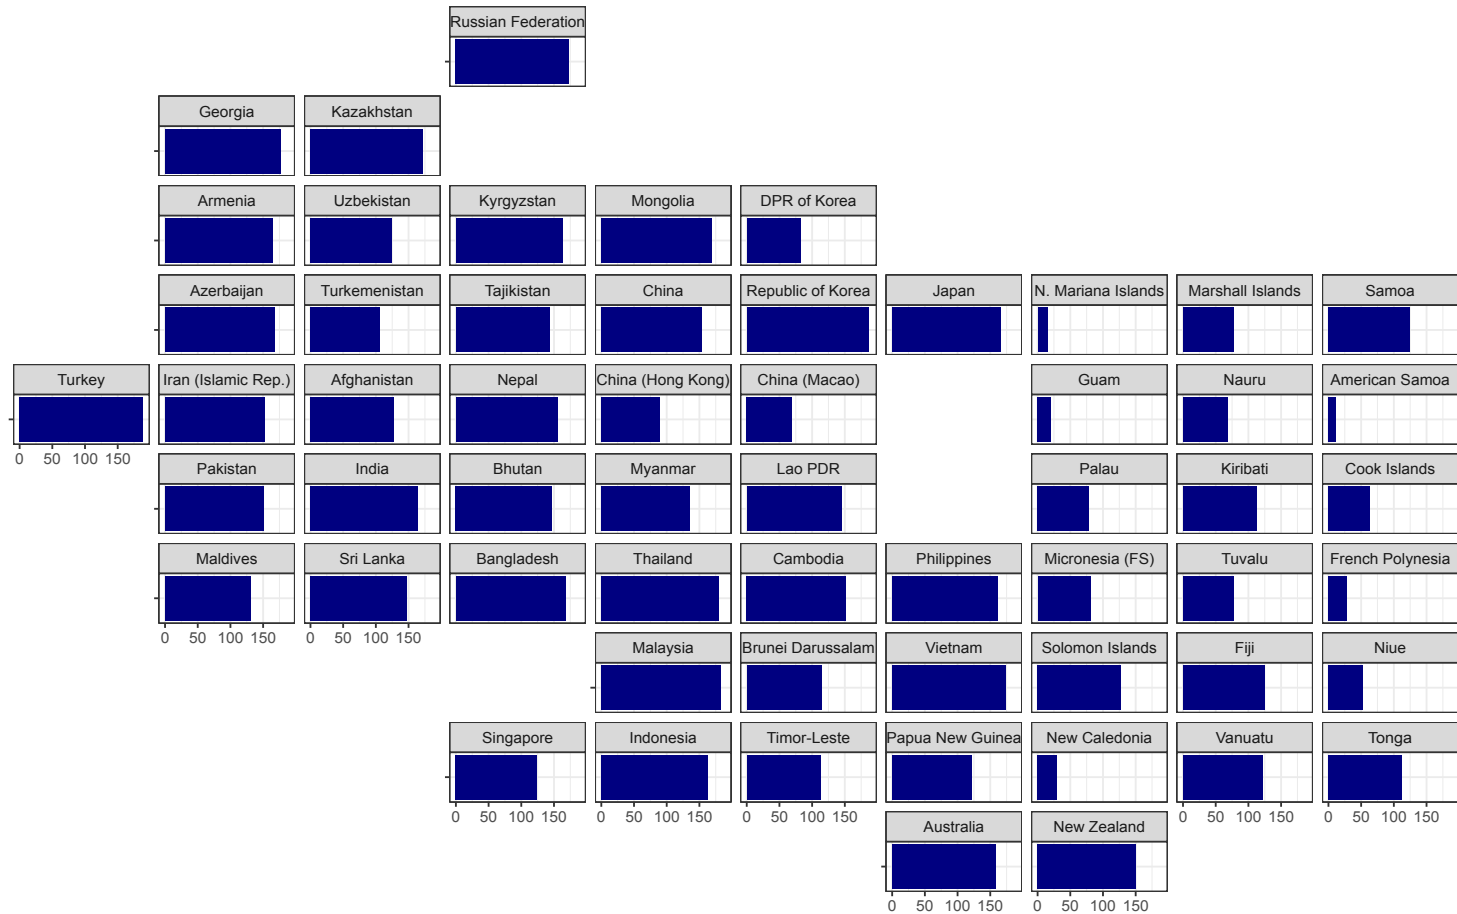 Russian Federation
Georgia Kazakhstan
Armenia Uzbekistan Kyrgyzstan Mongolia DPR of Korea
Azerbaijan Turkemenistan Tajikistan China Republic of Korea Japan N. Mariana Islands Marshall Islands Samoa
Turkey Iran (Islamic Rep.) Afghanistan Nepal China (Hong Kong) China (Macao) Guam Nauru American Samoa
0 50 100 150
Pakistan India Bhutan Myanmar Lao PDR Palau Kiribati Cook Islands
Maldives Sri Lanka Bangladesh Thailand Cambodia Philippines Micronesia (FS) Tuvalu French Polynesia
0 50 100 150 0 50 100 150
Malaysia Brunei Darussalam Vietnam Solomon Islands Fiji Niue
Singapore Indonesia Timor-Leste Papua New Guinea New Caledonia Vanuatu Tonga
0 50 100 150 0 50 100 150 0 50 100 150 0 50 100 150 0 50 100 150
Australia New Zealand
0 50 100 150 0 50 100 150